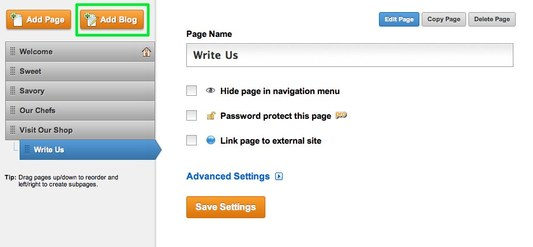 Add Page
Add Blog
Welcome
Sweet
Savory
Our Chefs
Visit Our Shop
Write Us
Tip: Drag pages up/down to reorder and
left/right to create subpages.
Edit Page
Copy Page
Delete Page
Page Name
Write Us
Hide page in navigation menu
Password protect this page
Link page to external site
Advanced Settings
Save Settings